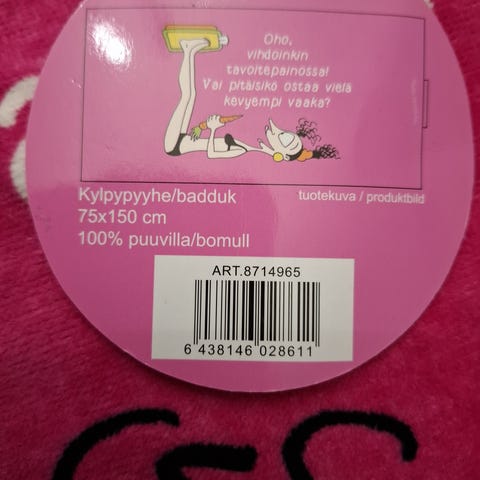 Oho,
vihdoinkin
tavoitepainossa!
Vai pitäisikö ostaa vielä
kevyempi vaaka?
Kylpypyyhe/badduk
tuotekuva / produktbild
75x150 cm
100% puuvilla/bomull
ART.8714965
6 438146 028611